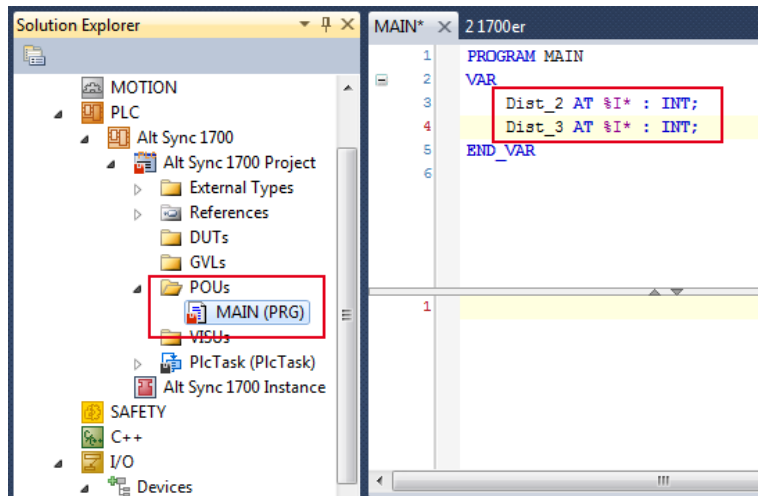 Solution Explorer
MOTION
PLC
Alt Sync 1700
Alt Sync 1700 Project
External Types
References
DUTs
GVLs
POUs
MAIN (PRG)
VISUs
PlcTask (PlcTask)
Alt Sync 1700 Instance
SAFETY
C++
I/O
Devices
MAIN* 2 1700er
1 PROGRAM MAIN
2 VAR
3 Dist_2 AT %I* : INT;
4 Dist_3 AT %I* : INT;
5 END_VAR
6
1